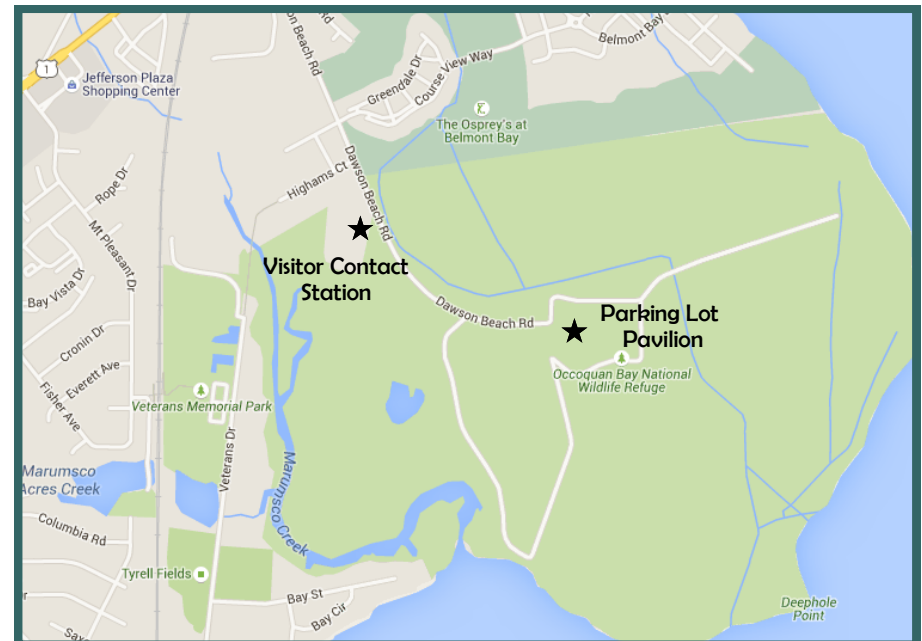 1
Jefferson Plaza
Shopping Center
Dawson Beach Rd
Greendale Dr
Course View Way
Belmont Bay
The Osprey's at
Belmont Bay
Dawson Beach Rd
Highams Ct
Rope Dr
Mt Pleasant Dr
Visitor Contact
Station
Bay Vista Dr
Dawson Beach Rd
Parking Lot
Pavilion
Cronin Dr
Everett Ave
Fisher Ave
Occoquan Bay National
Wildlife Refuge
Veterans Memorial Park
Veterans Dr
Marumsco
Acres Creek
Marumsco Creek
Columbia Rd
Tyrell Fields
Bay St
Bay Cir
Deephole
Point